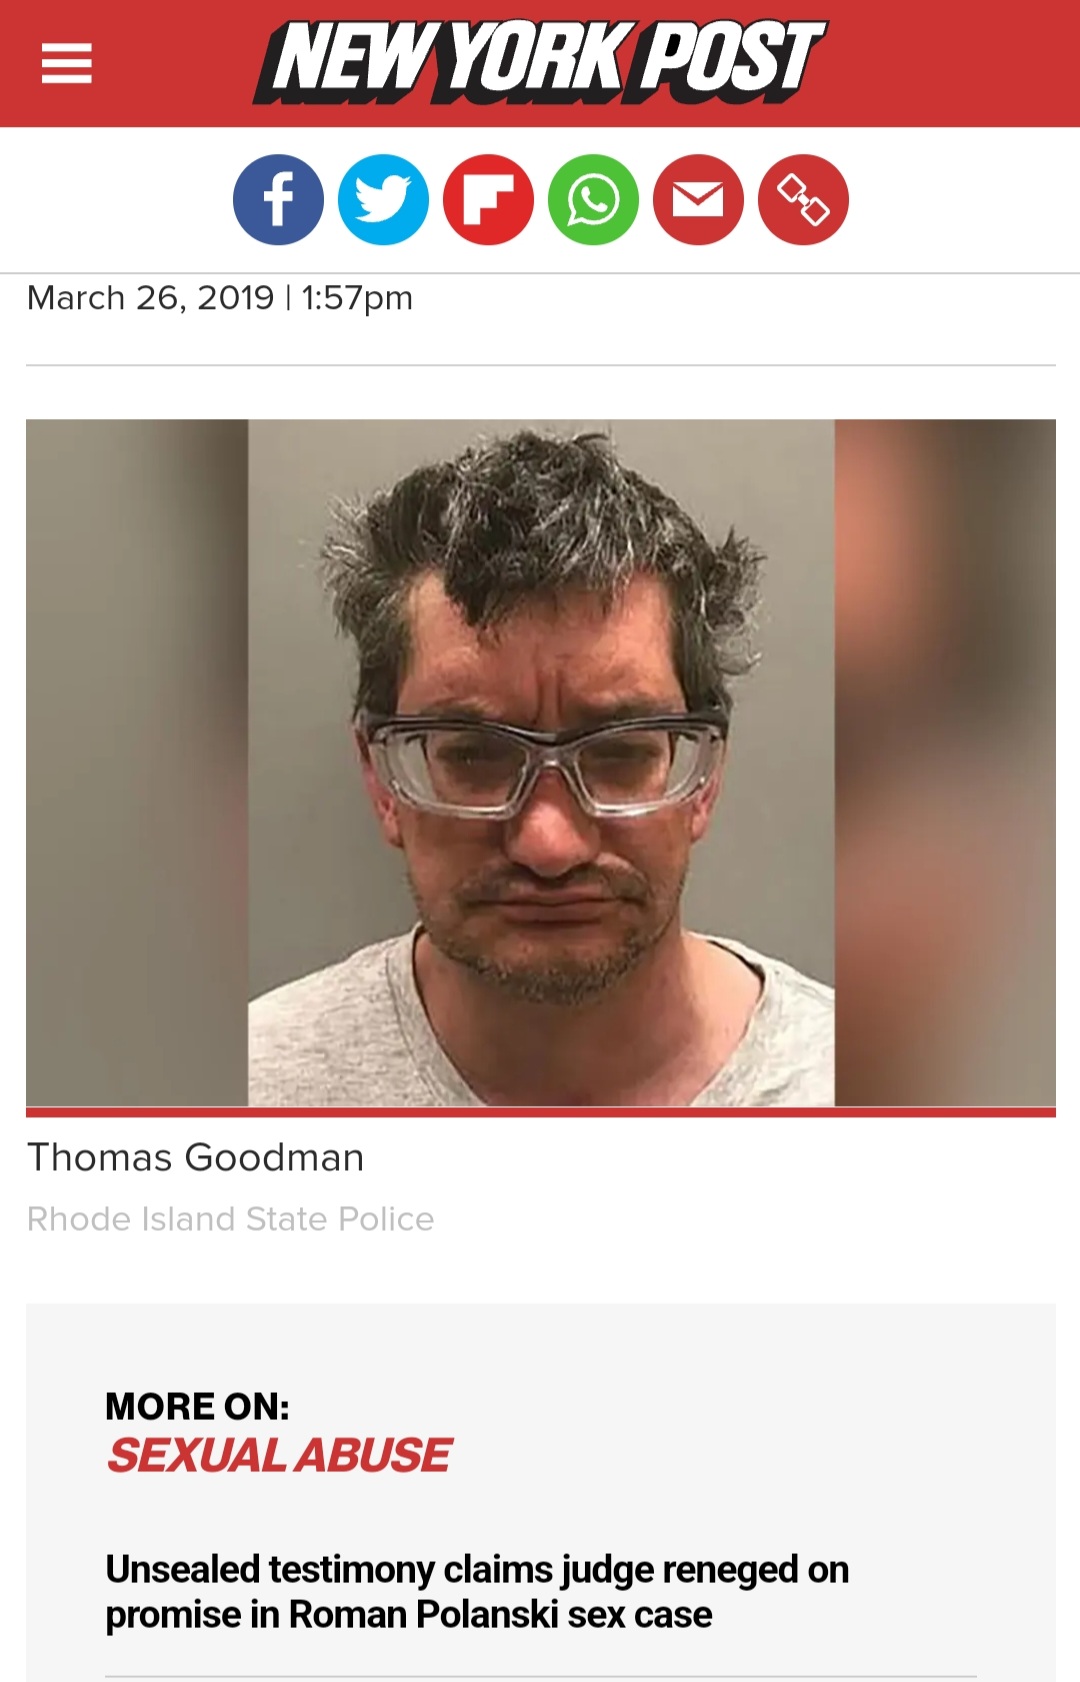 NEW YORK POST
March 26, 2019 | 1:57pm
Thomas Goodman
Rhode Island State Police
MORE ON:
SEXUAL ABUSE
Unsealed testimony claims judge reneged on
promise in Roman Polanski sex case